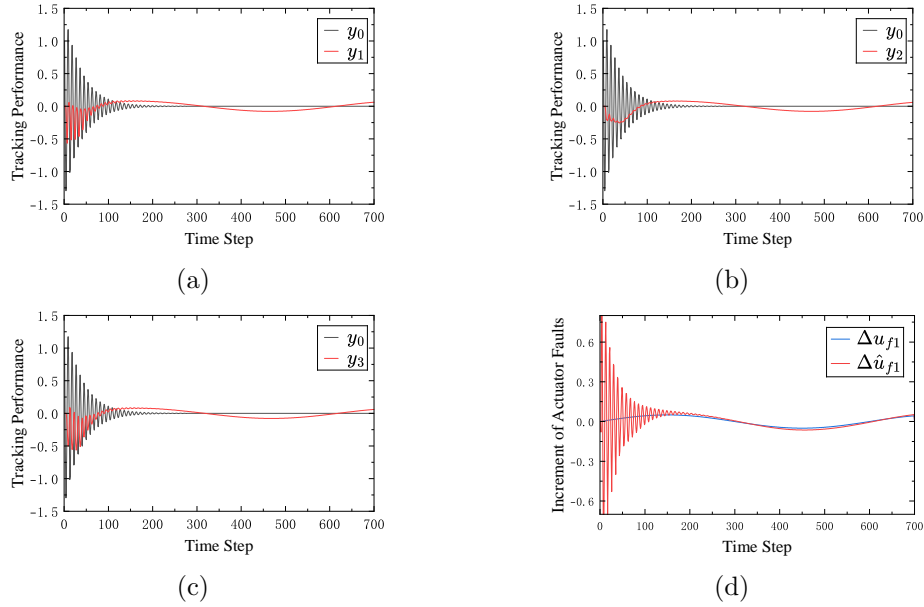 1.5
1.0
0.5
0.0
-0.5
-1.0
-1.5
Tracking Performance
0 100 200 300 400 500 600 700
Time Step
y₀
y₁
(a)
1.5
1.0
0.5
0.0
-0.5
-1.0
-1.5
Tracking Performance
0 100 200 300 400 500 600 700
Time Step
y₀
y₂
(b)
1.5
1.0
0.5
0.0
-0.5
-1.0
-1.5
Tracking Performance
0 100 200 300 400 500 600 700
Time Step
y₀
y₃
(c)
0.6
0.3
0.0
-0.3
-0.6
Increment of Actuator Faults
0 100 200 300 400 500 600 700
Time Step
Δu_{f1}
Δû_{f1}
(d)